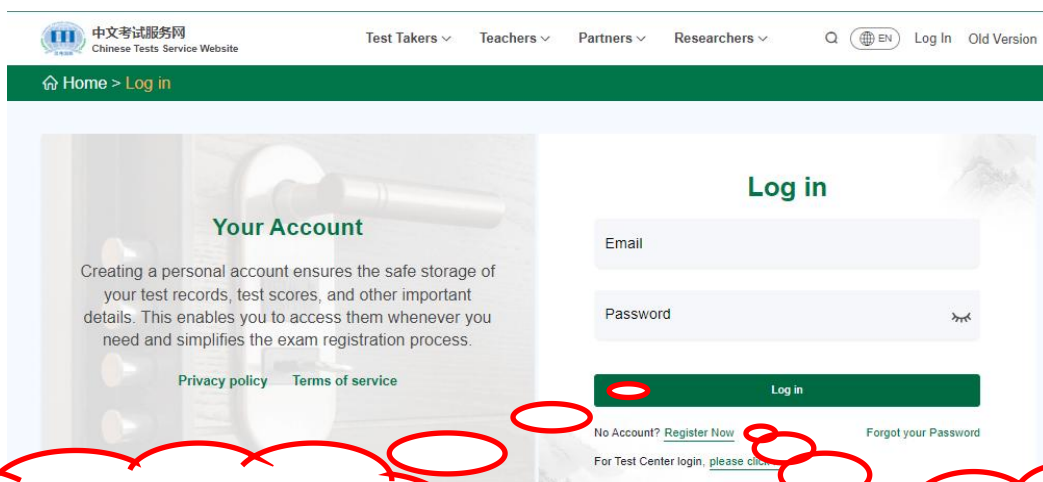 中文考试服务网
Chinese Tests Service Website
Test Takers
Teachers
Partners
Researchers
EN
Log In
Old Version
Home > Log in
Your Account
Creating a personal account ensures the safe storage of
your test records, test scores, and other important
details. This enables you to access them whenever you
need and simplifies the exam registration process.
Privacy policy
Terms of service
Log in
Email
Password
Log in
No Account? Register Now
Forgot your Password
For Test Center login, please click